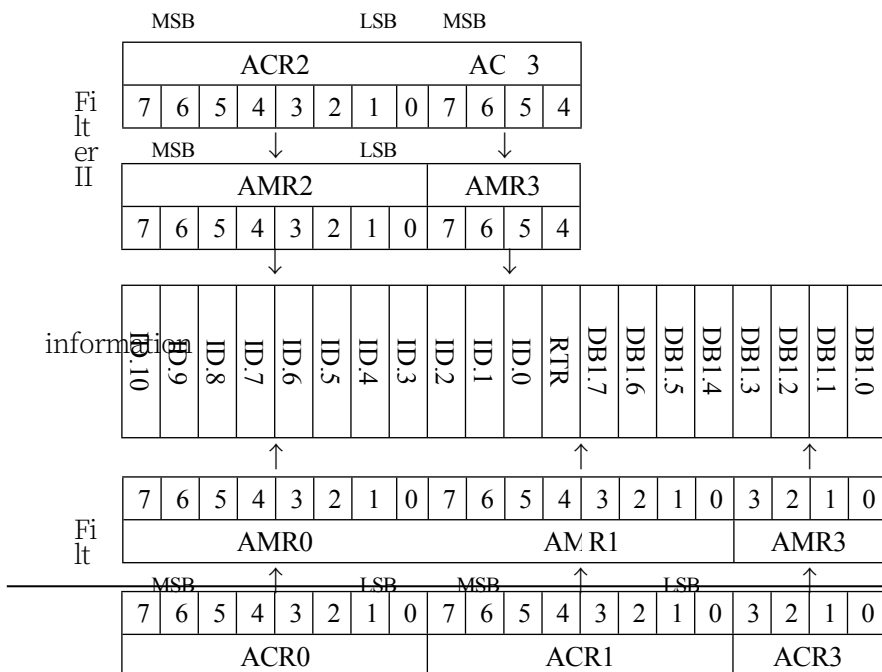 MSB LSB MSB
ACR2 AC 3
7 6 5 4 3 2 1 0 7 6 5 4
Fi
lt
er
II
MSB LSB
AMR2 AMR3
7 6 5 4 3 2 1 0 7 6 5 4
information
ID.10 ID.9 ID.8 ID.7 ID.6 ID.5 ID.4 ID.3 ID.2 ID.1 ID.0 RTR DB1.7 DB1.6 DB1.5 DB1.4 DB1.3 DB1.2 DB1.1 DB1.0
7 6 5 4 3 2 1 0 7 6 5 4 3 2 1 0 3 2 1 0
Fi
lt
AMR0 AMR1 AMR3
MSB LSB MSB LSB
7 6 5 4 3 2 1 0 7 6 5 4 3 2 1 0 3 2 1 0
ACR0 ACR1 ACR3